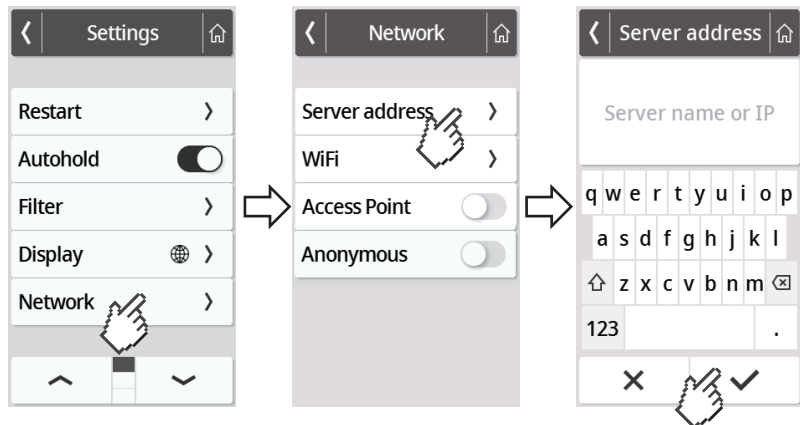 Settings
Restart
Autohold
Filter
Display
Network
Network
Server address
WiFi
Access Point
Anonymous
Server address
Server name or IP
q w e r t y u i o p
a s d f g h j k l
z x c v b n m
123 .